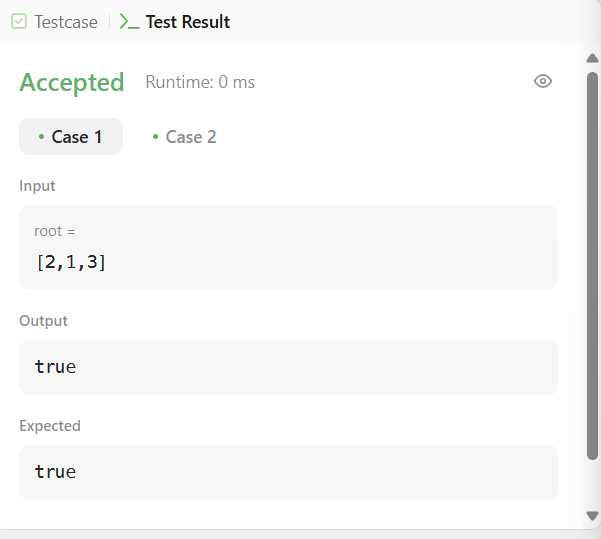 Testcase
Test Result
Accepted
Runtime: 0 ms
Case 1
Case 2
Input
root =
[2,1,3]
Output
true
Expected
true